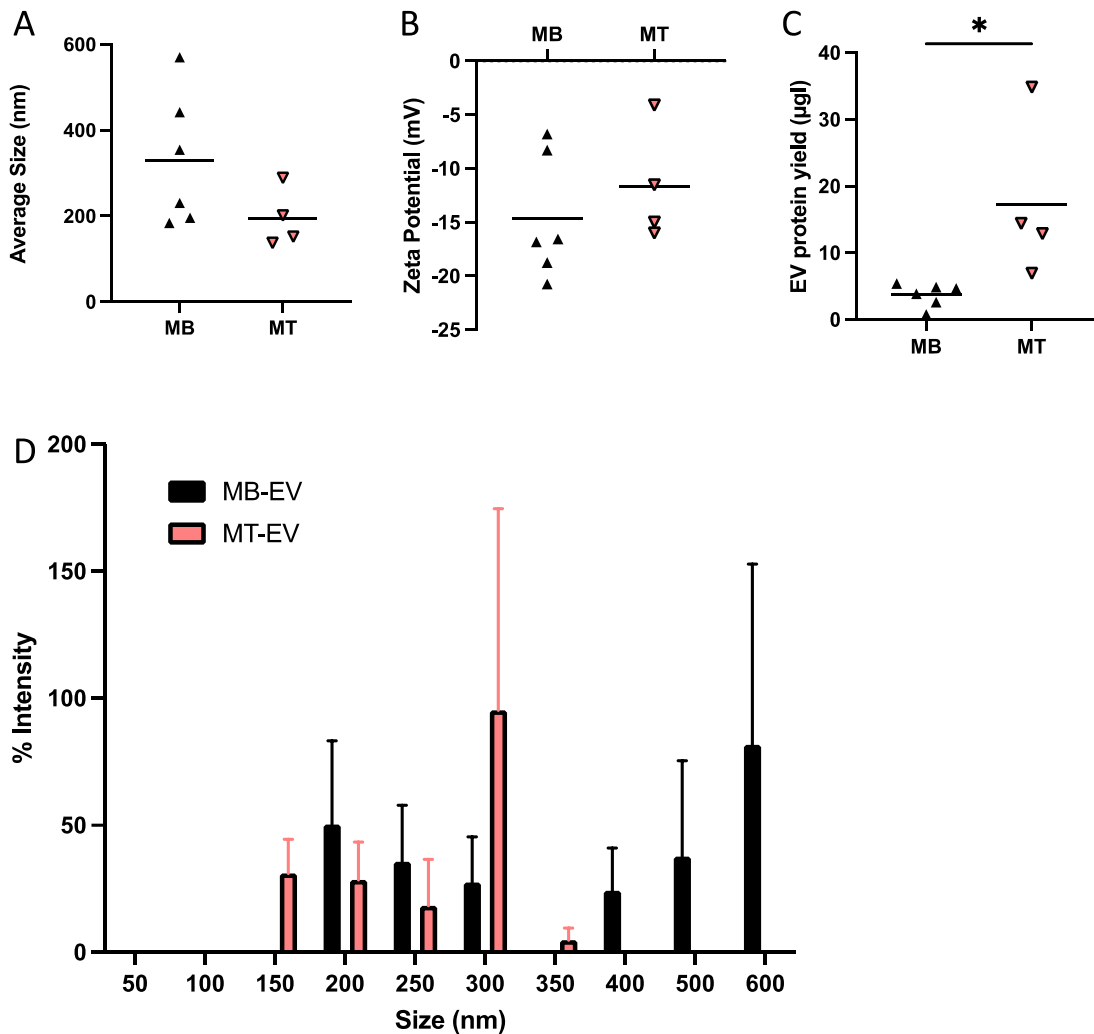 A
Average Size (nm)
600
400
200
0
MB MT
B
MB MT
Zeta Potential (mV)
0
-5
-10
-15
-20
-25
C
*
EV protein yield (µgl)
40
30
20
10
0
MB MT
D
% Intensity
200
150
100
50
0
MB-EV
MT-EV
50 100 150 200 250 300 350 400 500 600
Size (nm)